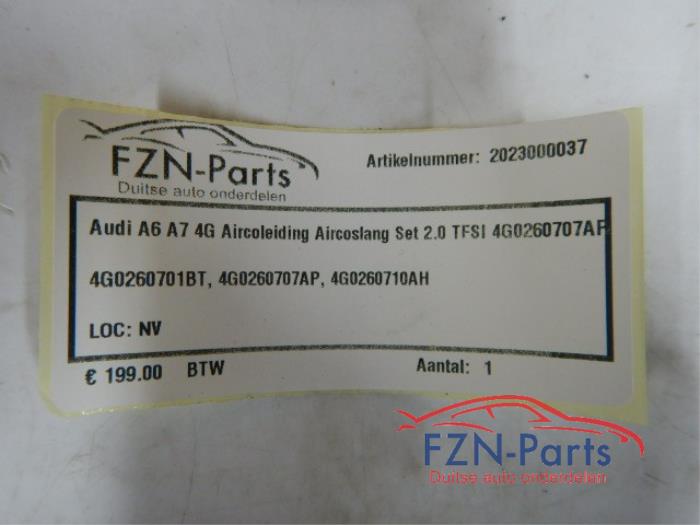 FZN-Parts
Duitse auto onderdelen
Artikelnummer: 2023000037
Audi A6 A7 4G Aircoleiding Aircoslang Set 2.0 TFSI 4G0260707AP
4G0260701BT, 4G0260707AP, 4G0260710AH
LOC: NV
€ 199.00 BTW Aantal: 1
FZN-Parts
Duitse auto onderdelen